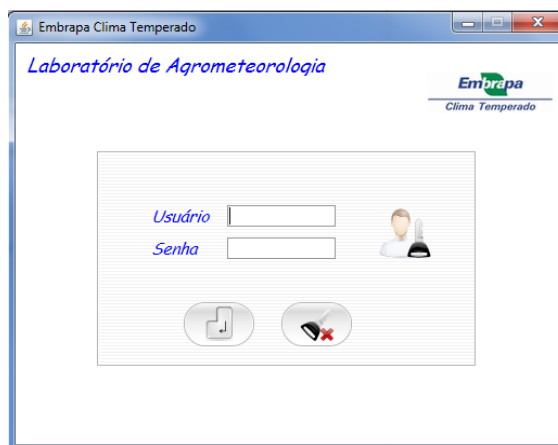 Embrapa Clima Temperado
Laboratório de Agrometeorologia
Embrapa
Clima Temperado
Usuário
Senha